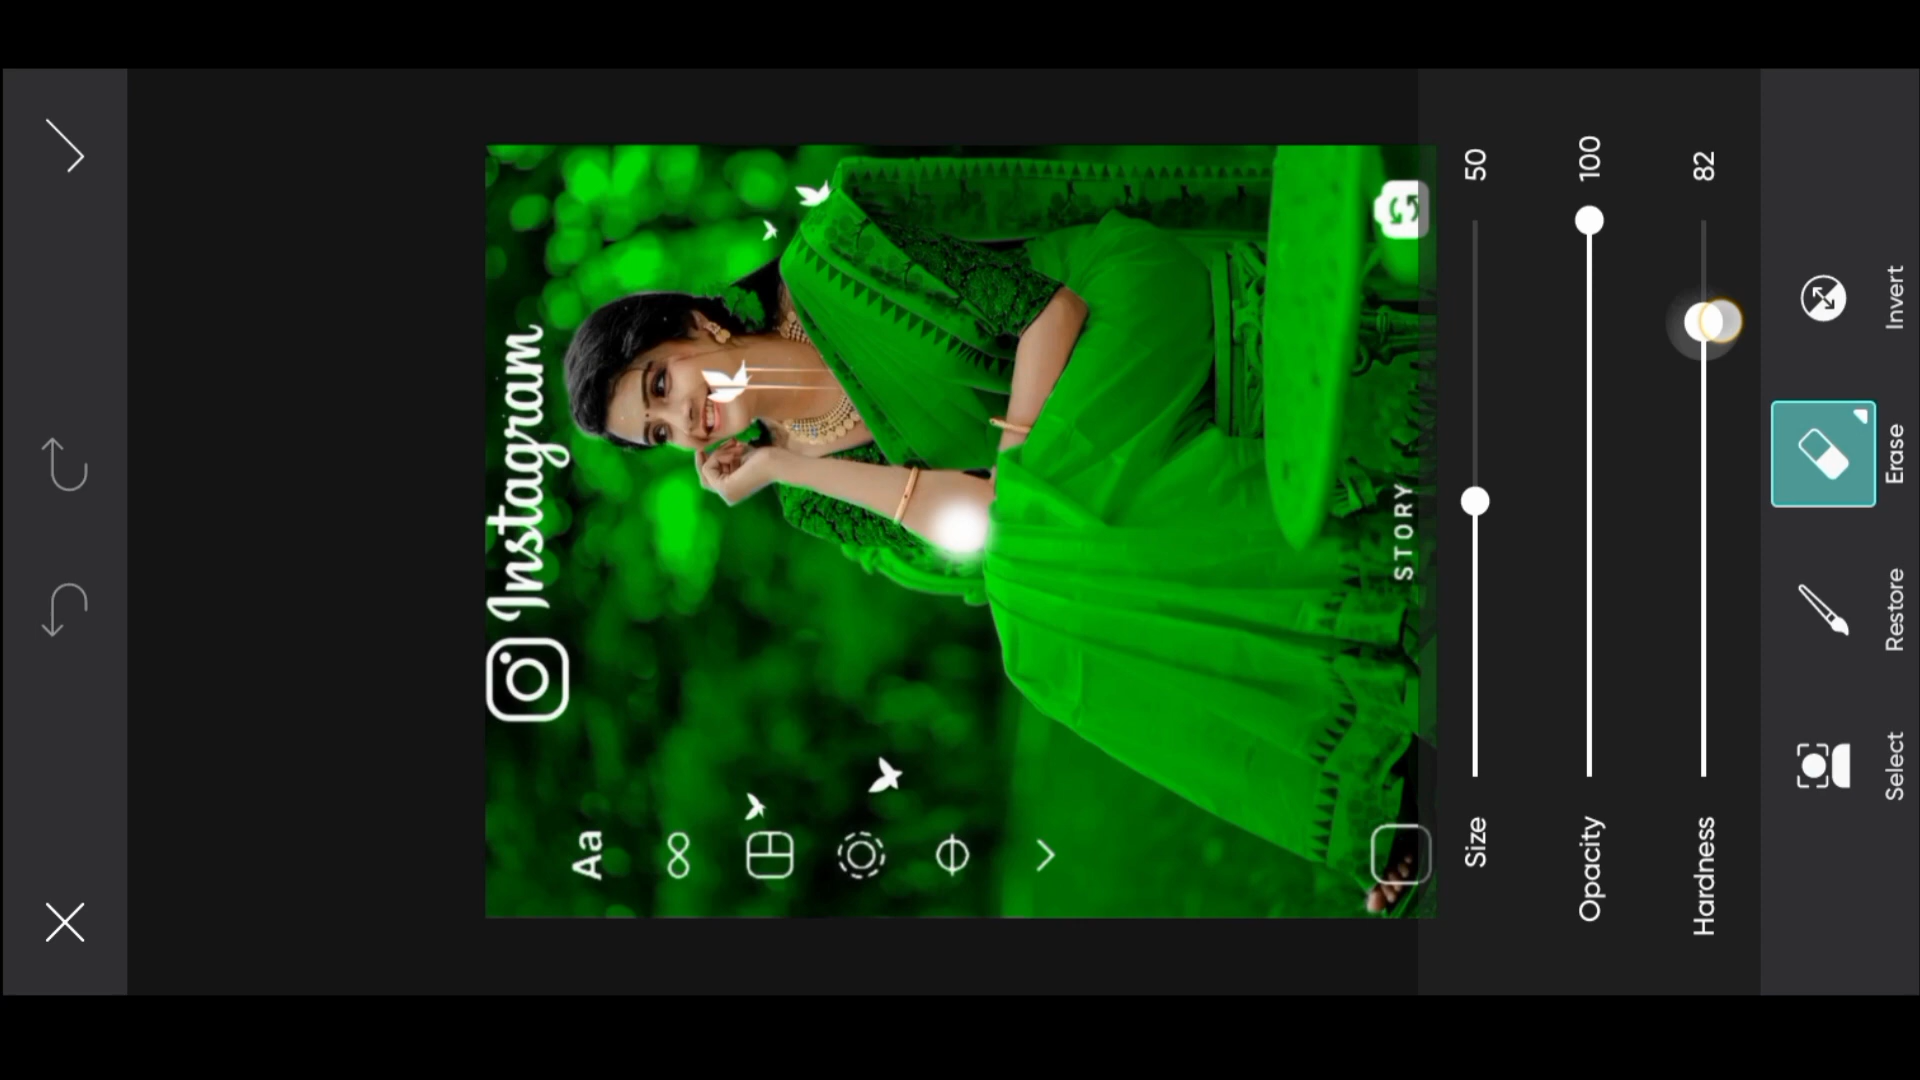 Instagram
Aa
STORY
Size 50
Opacity 100
Hardness 82
Select
Restore
Erase
Invert